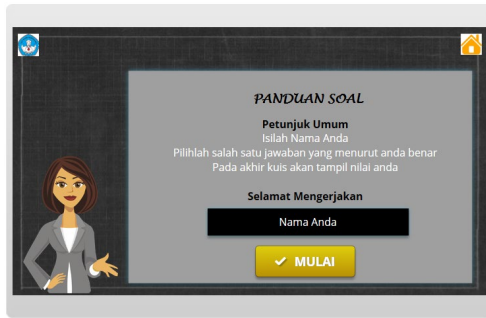 PANDUAN SOAL
Petunjuk Umum
Isilah Nama Anda
Pilihlah salah satu jawaban yang menurut anda benar
Pada akhir kuis akan tampil nilai anda
Selamat Mengerjakan
Nama Anda
MULAI